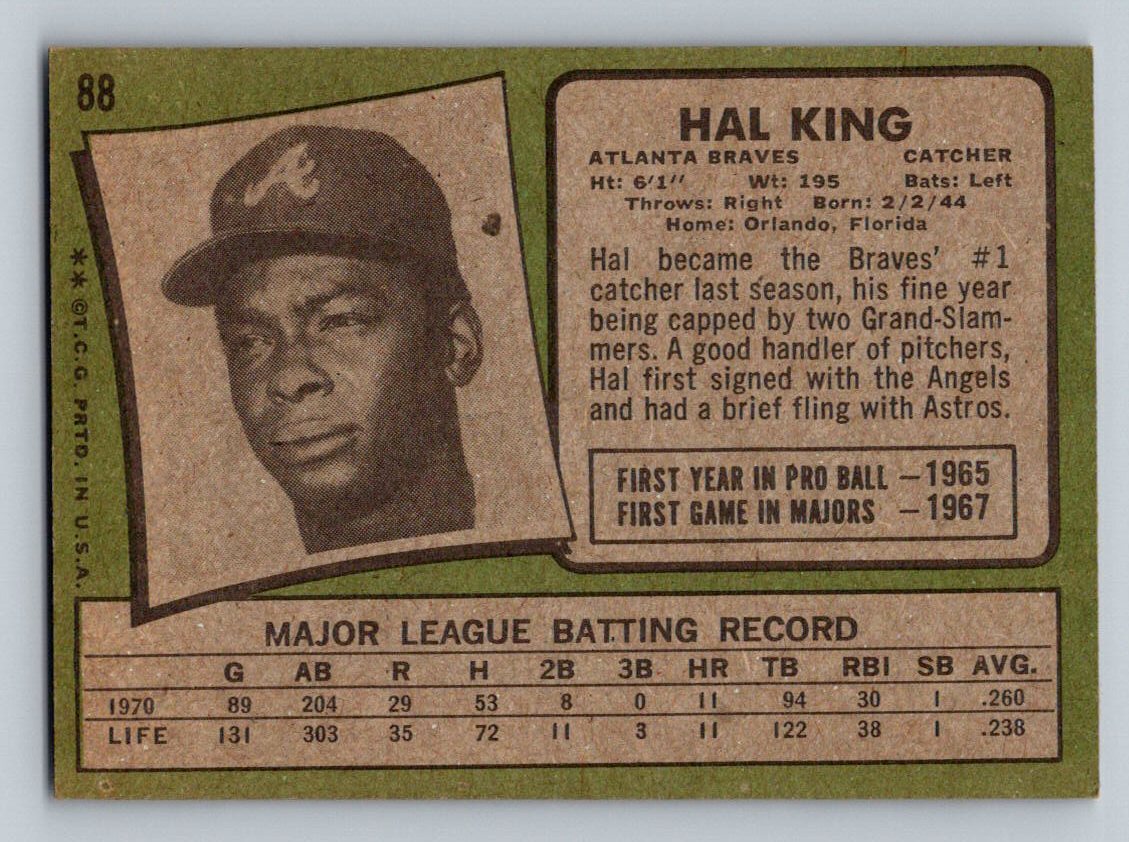 88
HAL KING
ATLANTA BRAVES CATCHER
Ht: 6'1" Wt: 195 Bats: Left
Throws: Right Born: 2/2/44
Home: Orlando, Florida
Hal became the Braves' #1
catcher last season, his fine year
being capped by two Grand-Slam-
mers. A good handler of pitchers,
Hal first signed with the Angels
and had a brief fling with Astros.
FIRST YEAR IN PRO BALL — 1965
FIRST GAME IN MAJORS — 1967
A
** ©T.C.G. PRTD. IN U.S.A.
MAJOR LEAGUE BATTING RECORD
G AB R H 2B 3B HR TB RBI SB AVG.
1970 89 204 29 53 8 0 11 94 30 1 .260
LIFE 131 303 35 72 11 3 11 122 38 1 .238